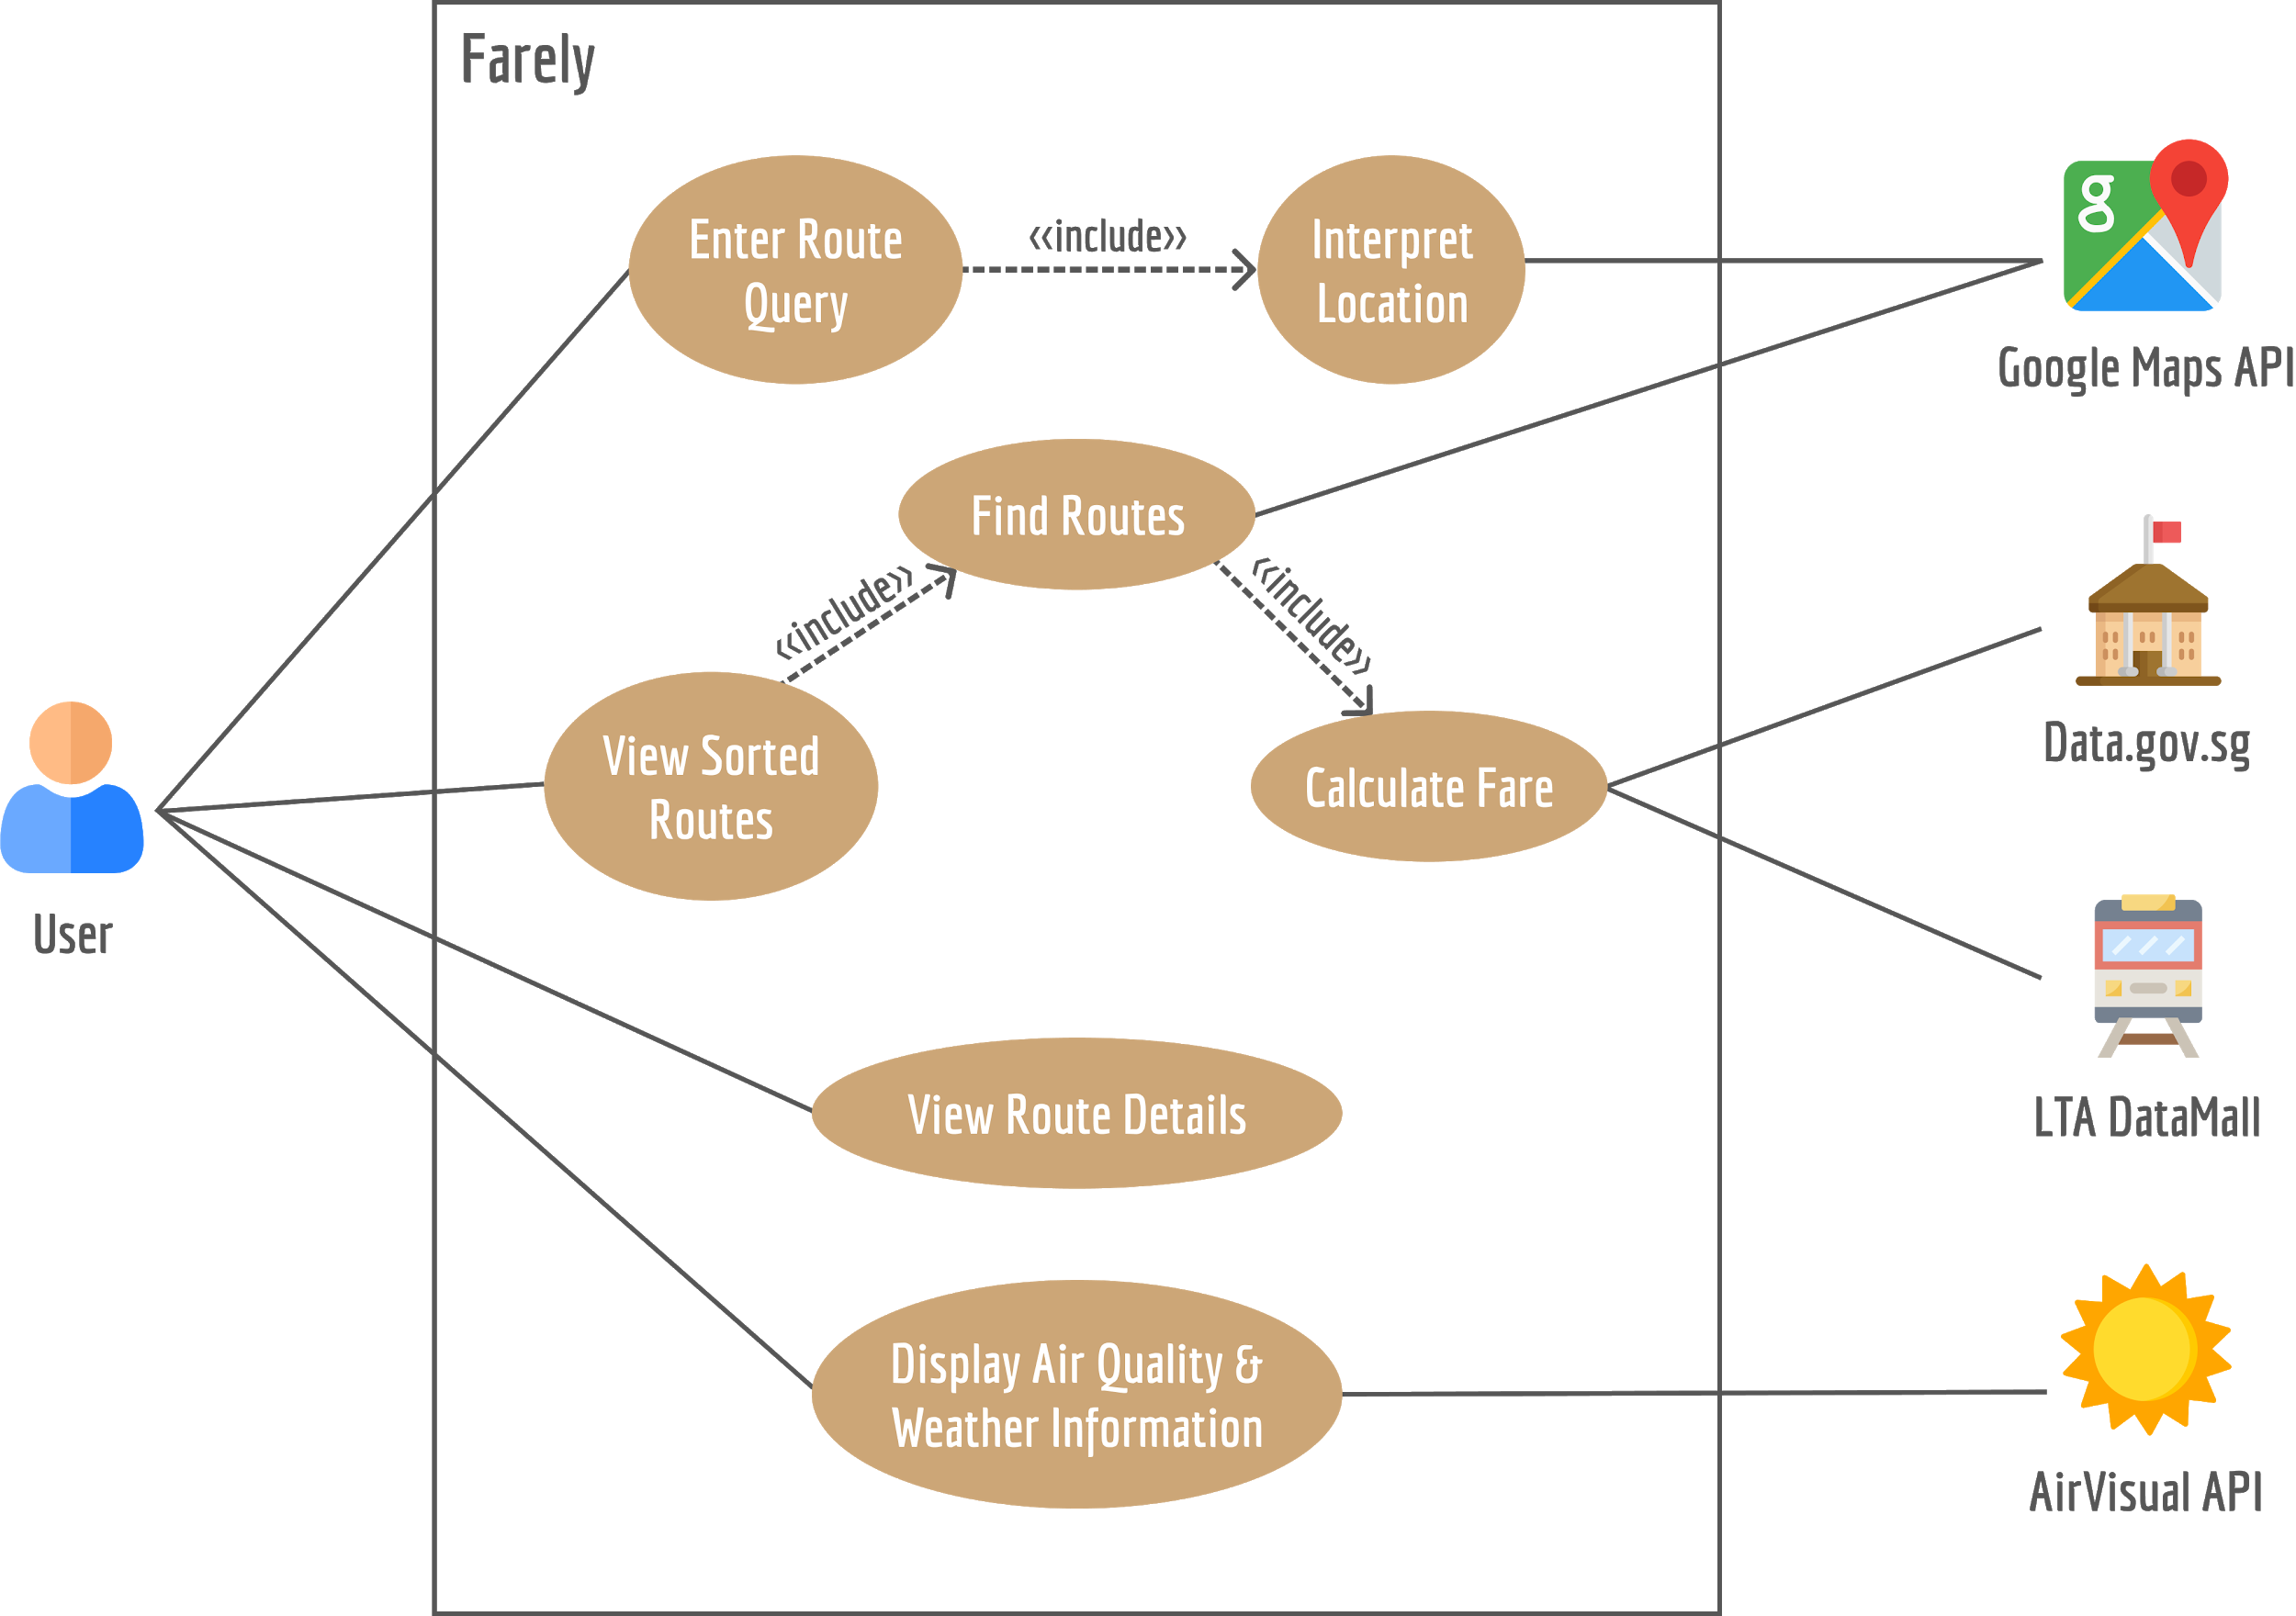 Farely
Enter Route
Query
«include»
Interpret
Location
g
Google Maps API
Find Routes
«include»
«include»
Data.gov.sg
View Sorted
Routes
Calculate Fare
User
View Route Details
LTA DataMall
Display Air Quality &
Weather Information
AirVisual API